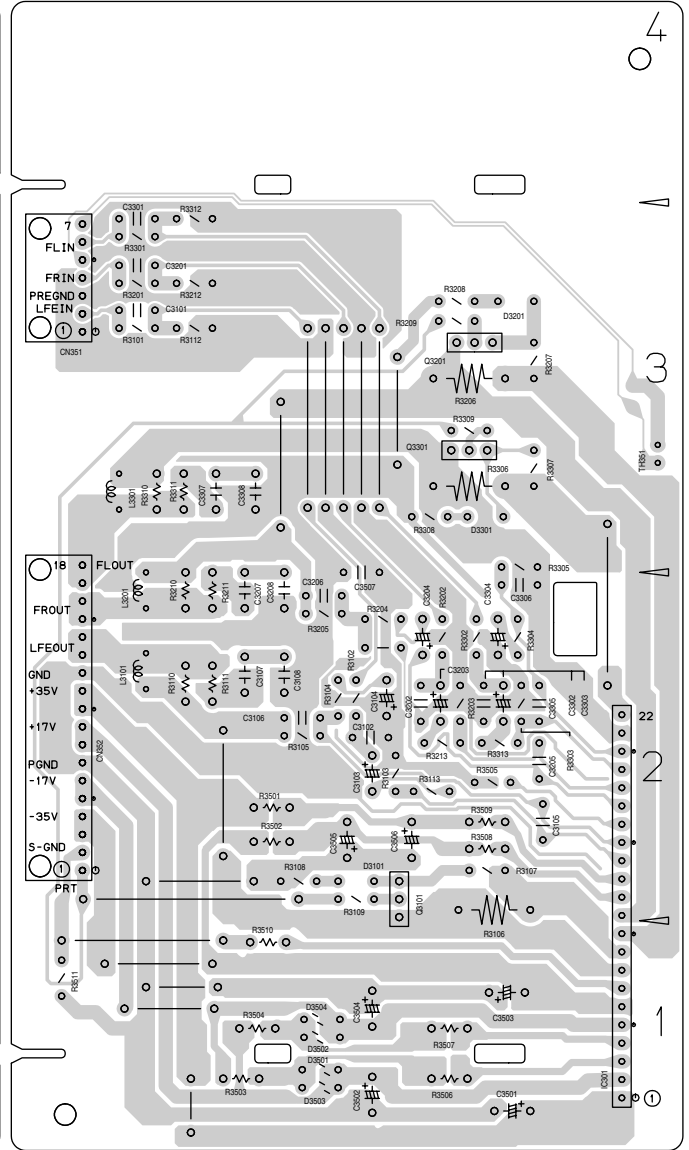 4
C3301
R3312
7
FLIN
R3301
C3201
FRIN
R3201
R3212
PREGND
LFEIN
C3101
1
R3101
R3112
CN351
R3208
R3209
D3201
Q3201
R3207
R3206
3
R3309
Q3301
TH351
R3306
R3307
R3308
D3301
L3301
R3310
R3311
C3307
C3308
18
FLOUT
R3305
C3306
L3201
R3210
R3211
C3207
C3208
C3206
C3507
C3204
R3202
C3304
FROUT
R3205
R3204
R3302
R3304
LFEOUT
R3102
C3203
GND
L3101
R3110
R3111
C3107
C3108
R3104
C3104
+35V
C3202
R3203
C3305
C3302
C3303
22
C3106
+17V
R3105
C3102
CN352
R3213
R3313
C3205
R3303
PGND
2
-17V
C3103
R3103
R3113
R3505
R3501
R3509
C3105
-35V
R3502
C3505
C3506
R3508
S-GND
1
R3108
D3101
R3107
PRT
R3109
Q3101
R3106
R3510
R3511
C3504
C3503
D3504
1
R3504
D3502
R3507
D3501
IC301
R3503
D3503
C3502
R3506
C3501
1